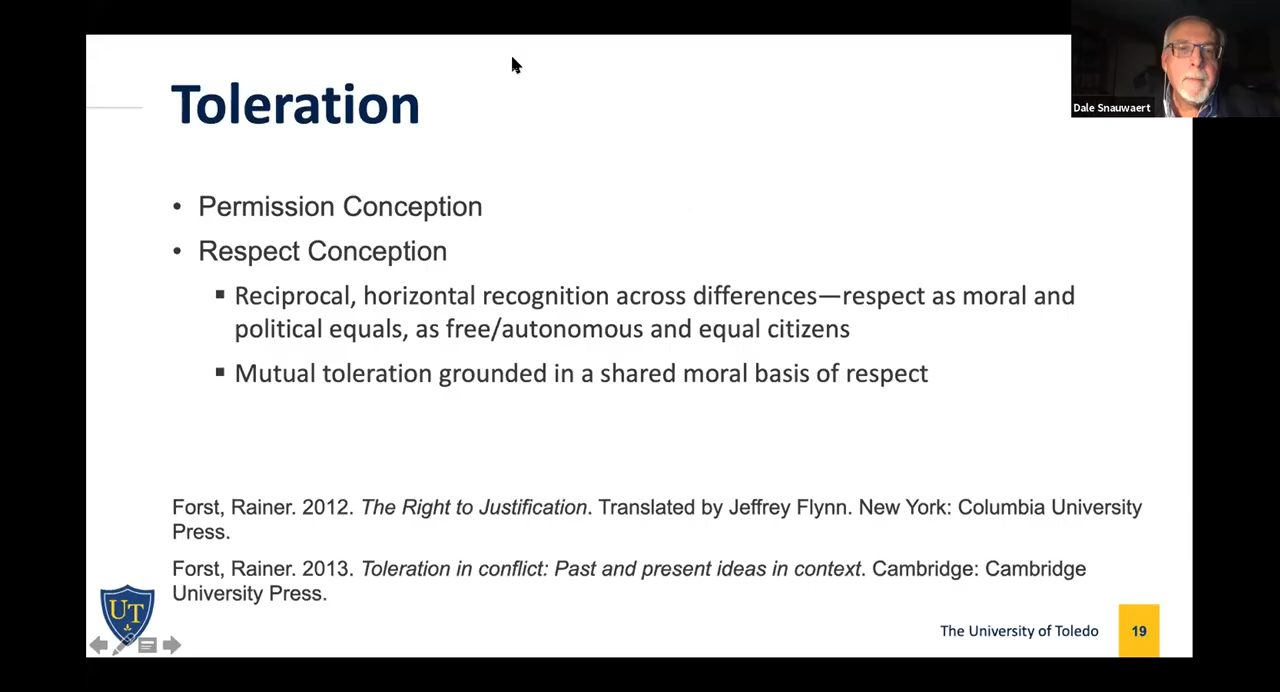 Dale Snauwaert
Toleration
• Permission Conception
• Respect Conception
▪ Reciprocal, horizontal recognition across differences—respect as moral and
political equals, as free/autonomous and equal citizens
▪ Mutual toleration grounded in a shared moral basis of respect
Forst, Rainer. 2012. The Right to Justification. Translated by Jeffrey Flynn. New York: Columbia University
Press.
Forst, Rainer. 2013. Toleration in conflict: Past and present ideas in context. Cambridge: Cambridge
University Press.
UT
The University of Toledo
19